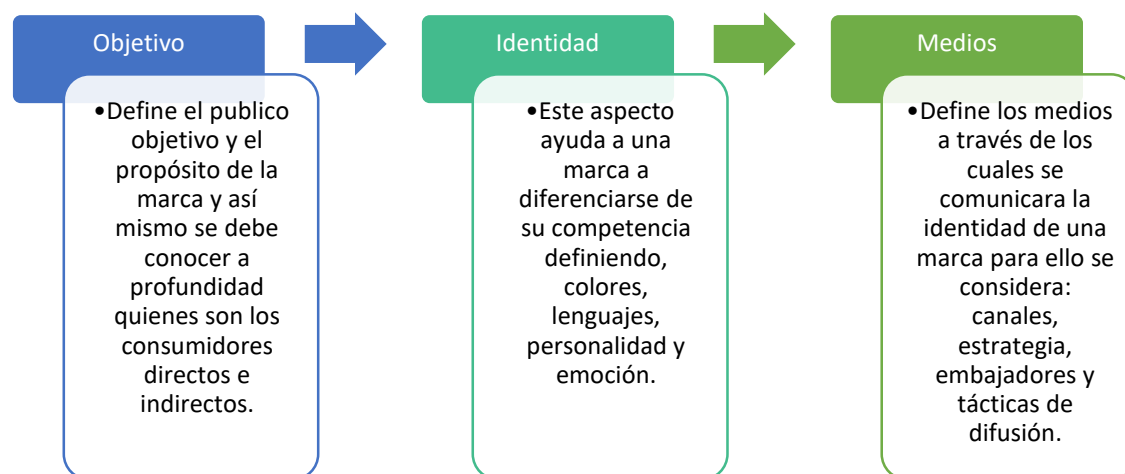 Objetivo
•Define el publico
objetivo y el
propósito de la
marca y así
mismo se debe
conocer a
profundidad
quienes son los
consumidores
directos e
indirectos.
Identidad
•Este aspecto
ayuda a una
marca a
diferenciarse de
su competencia
definiendo,
colores,
lenguajes,
personalidad y
emoción.
Medios
•Define los medios
a través de los
cuales se
comunicara la
identidad de una
marca para ello se
considera:
canales,
estrategia,
embajadores y
tácticas de
difusión.